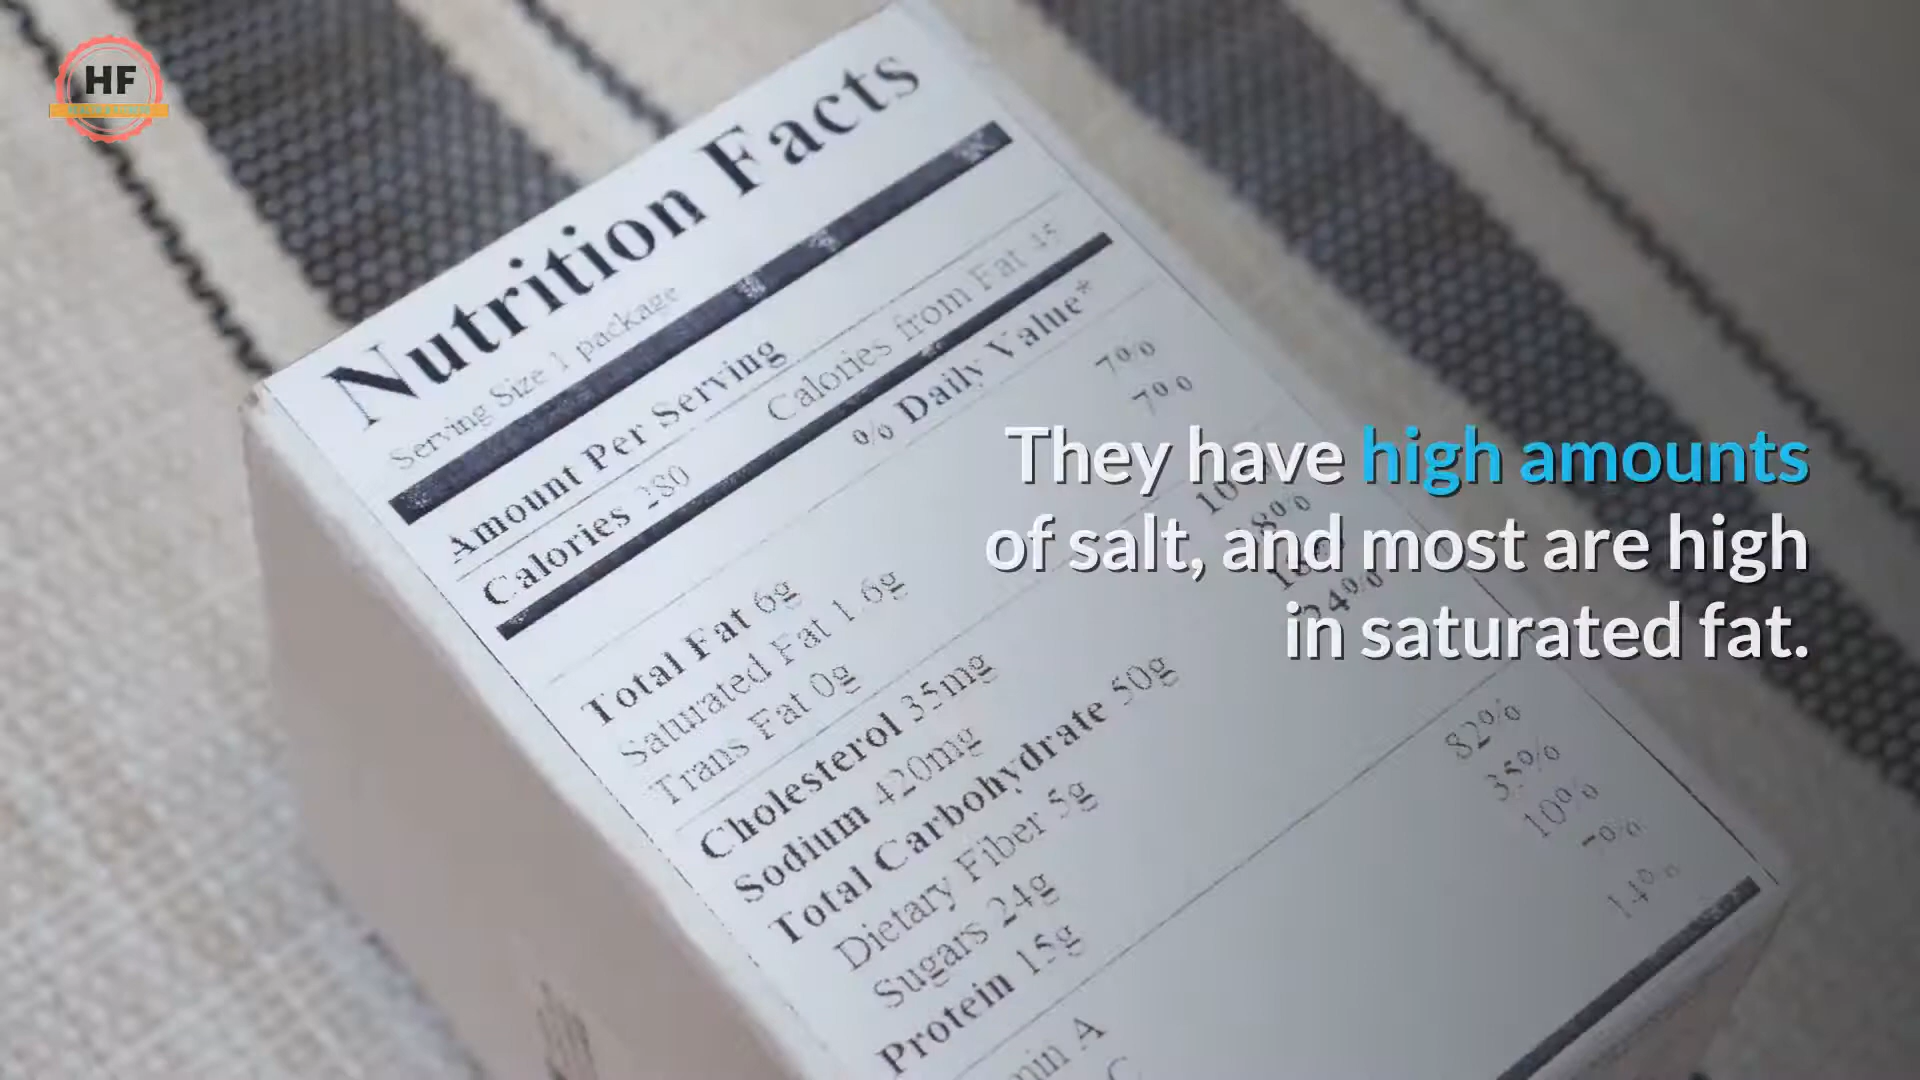 HF
Nutrition Facts
Serving Size 1 package
Amount Per Serving
Calories 280 Calories from Fat 45
% Daily Value*
Total Fat 6g 7%
Saturated Fat 1.6g 7%
Trans Fat 0g
Cholesterol 35mg
Sodium 420mg
Total Carbohydrate 50g
Dietary Fiber 5g
Sugars 24g
Protein 15g
82%
35%
10%
14%
They have high amounts
of salt, and most are high
in saturated fat.